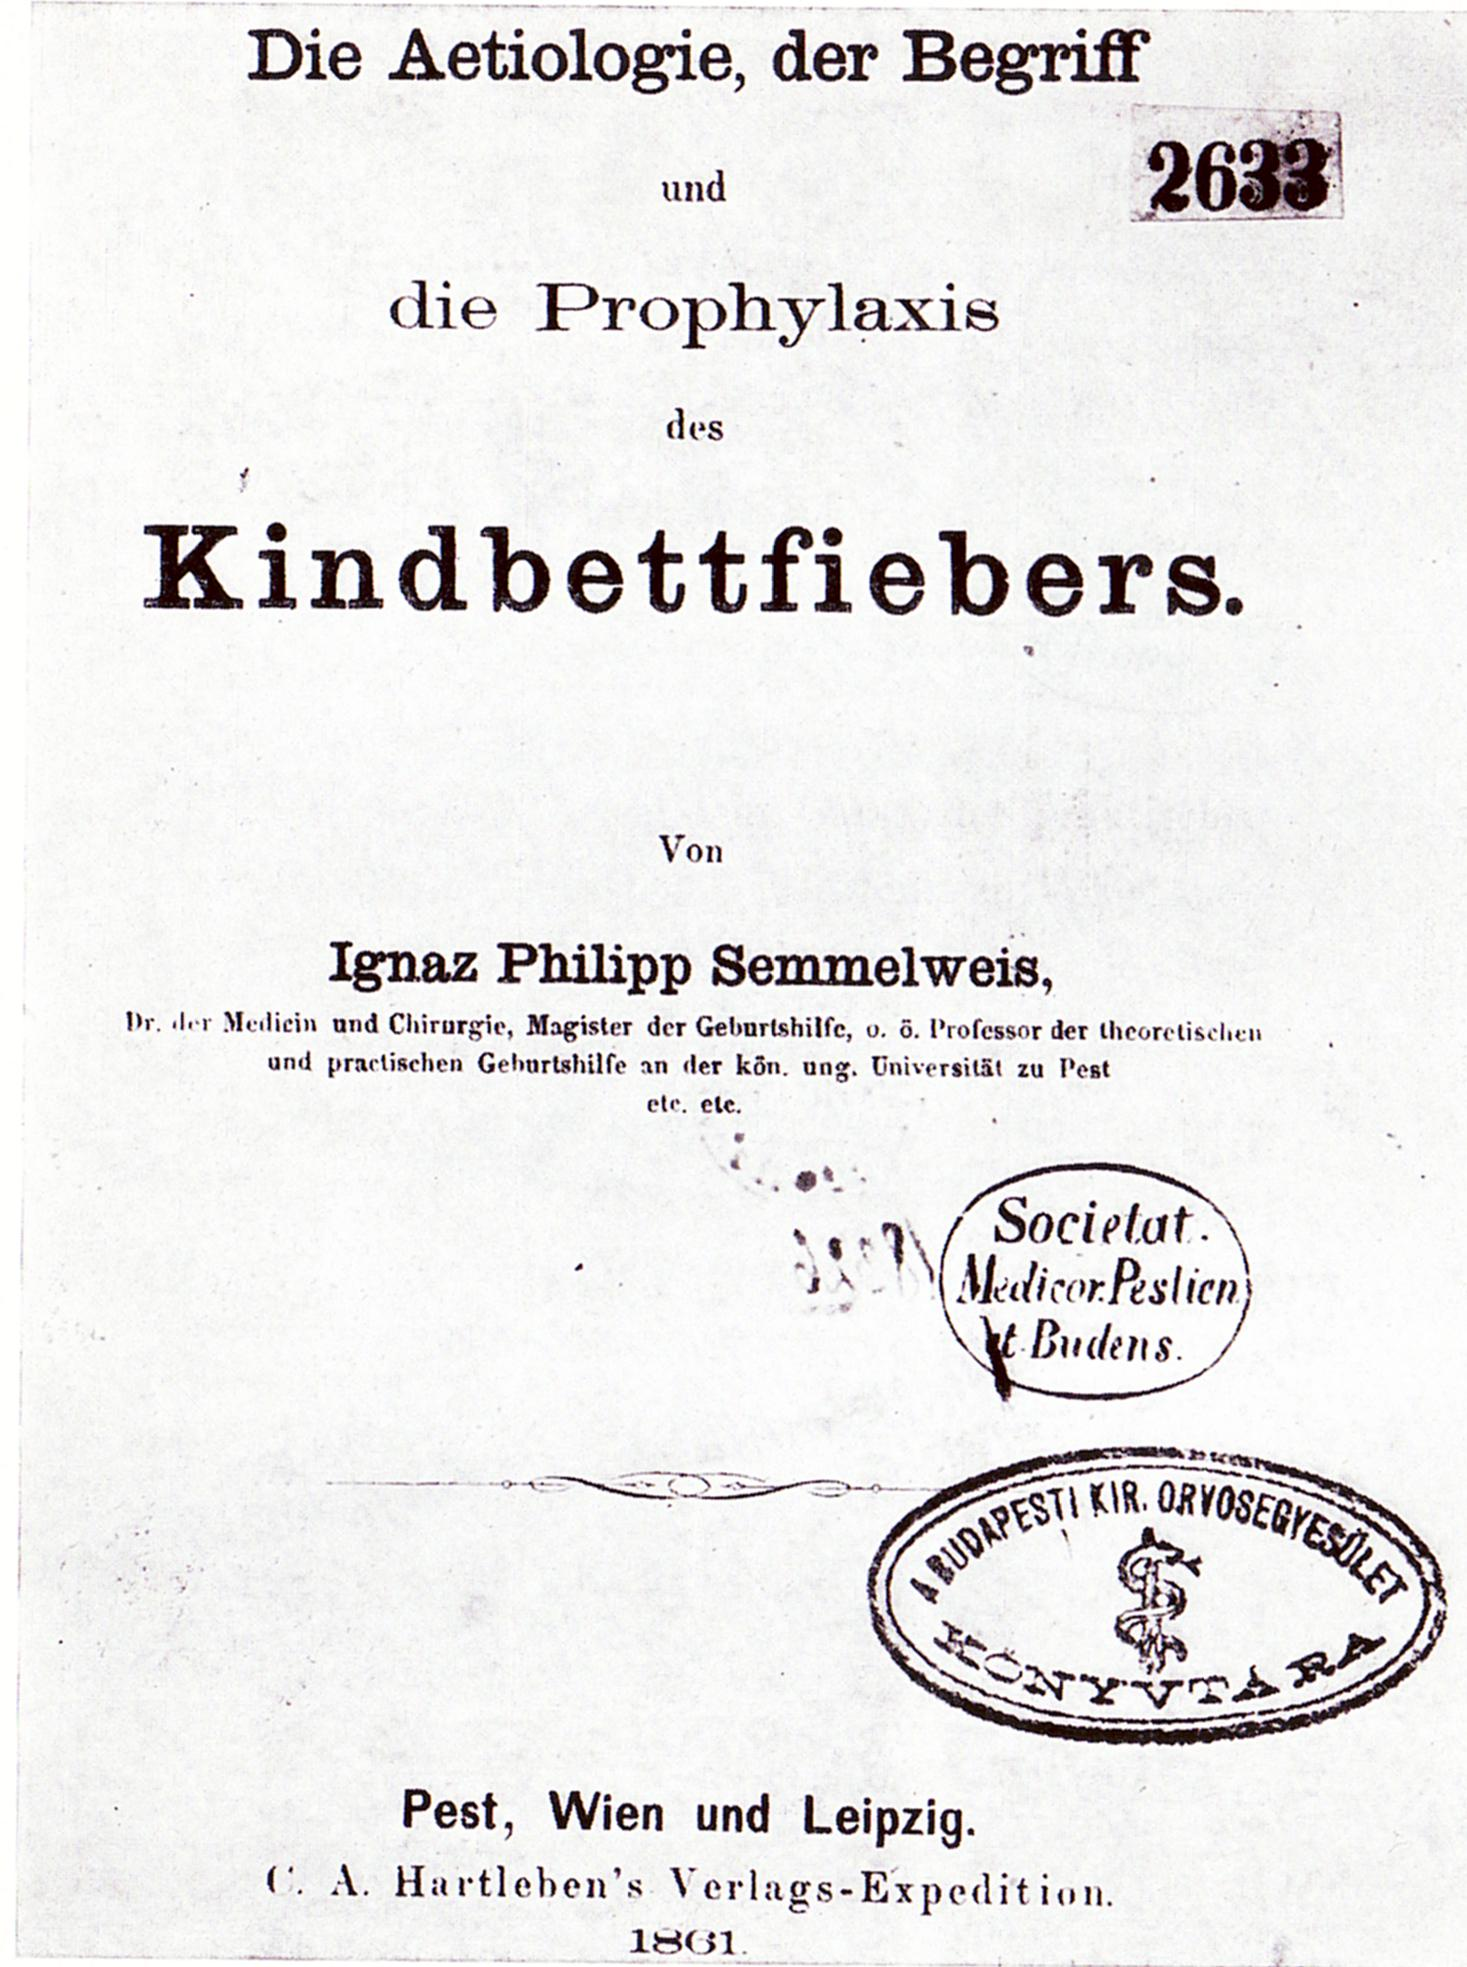 Die Aetiologie, der Begriff
2633
und
die Prophylaxis
des
Kindbettfiebers.
Von
Ignaz Philipp Semmelweis,
Dr. der Medicin und Chirurgie, Magister der Geburtshilfe, o. ö. Professor der theoretischen
und practischen Geburtshilfe an der kön. ung. Universität zu Pest
etc. etc.
Societat.
Medicor. Pestien
et Budens.
A BUDAPESTI KIR. ORVOSEGYESÜLET
KÖNYVTÁRA
Pest, Wien und Leipzig.
C. A. Hartleben's Verlags-Expedition.
1861.